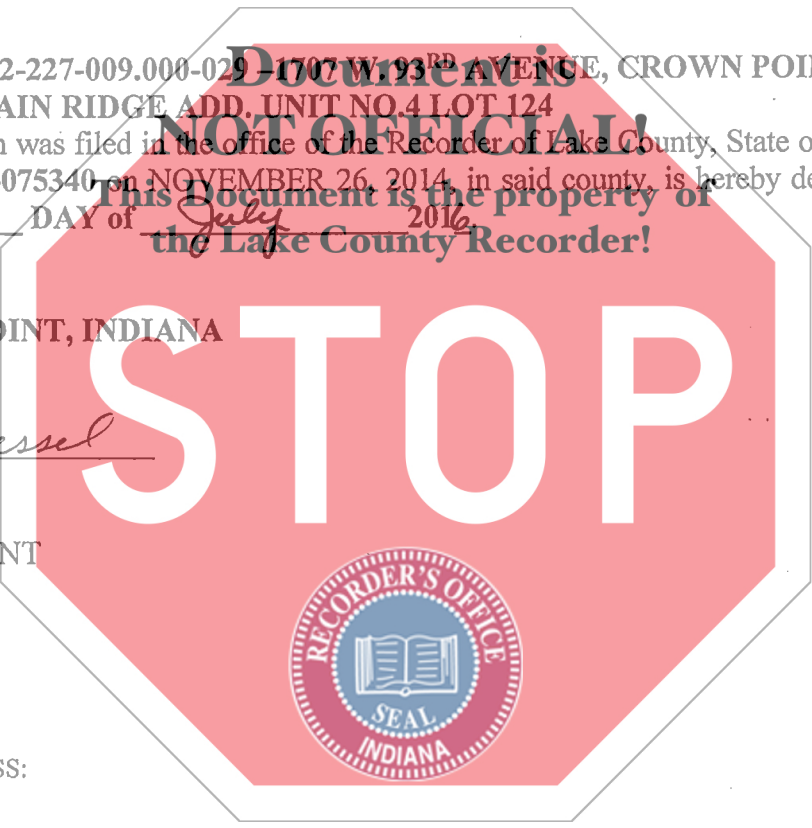 2-227-009.000-029 – 1707 W. 93RD AVENUE, CROWN POI
Document is
AIN RIDGE ADD. UNIT NO.4 LOT 124
NOT OFFICIAL!
n was filed in the office of the Recorder of Lake County, State o
075340 on NOVEMBER 26, 2014, in said county, is hereby de
This Document is the property of
DAY of July 2016.
the Lake County Recorder!
OINT, INDIANA
STOP
essel
NT
RECORDER'S OFFICE
SEAL
INDIANA
SS: